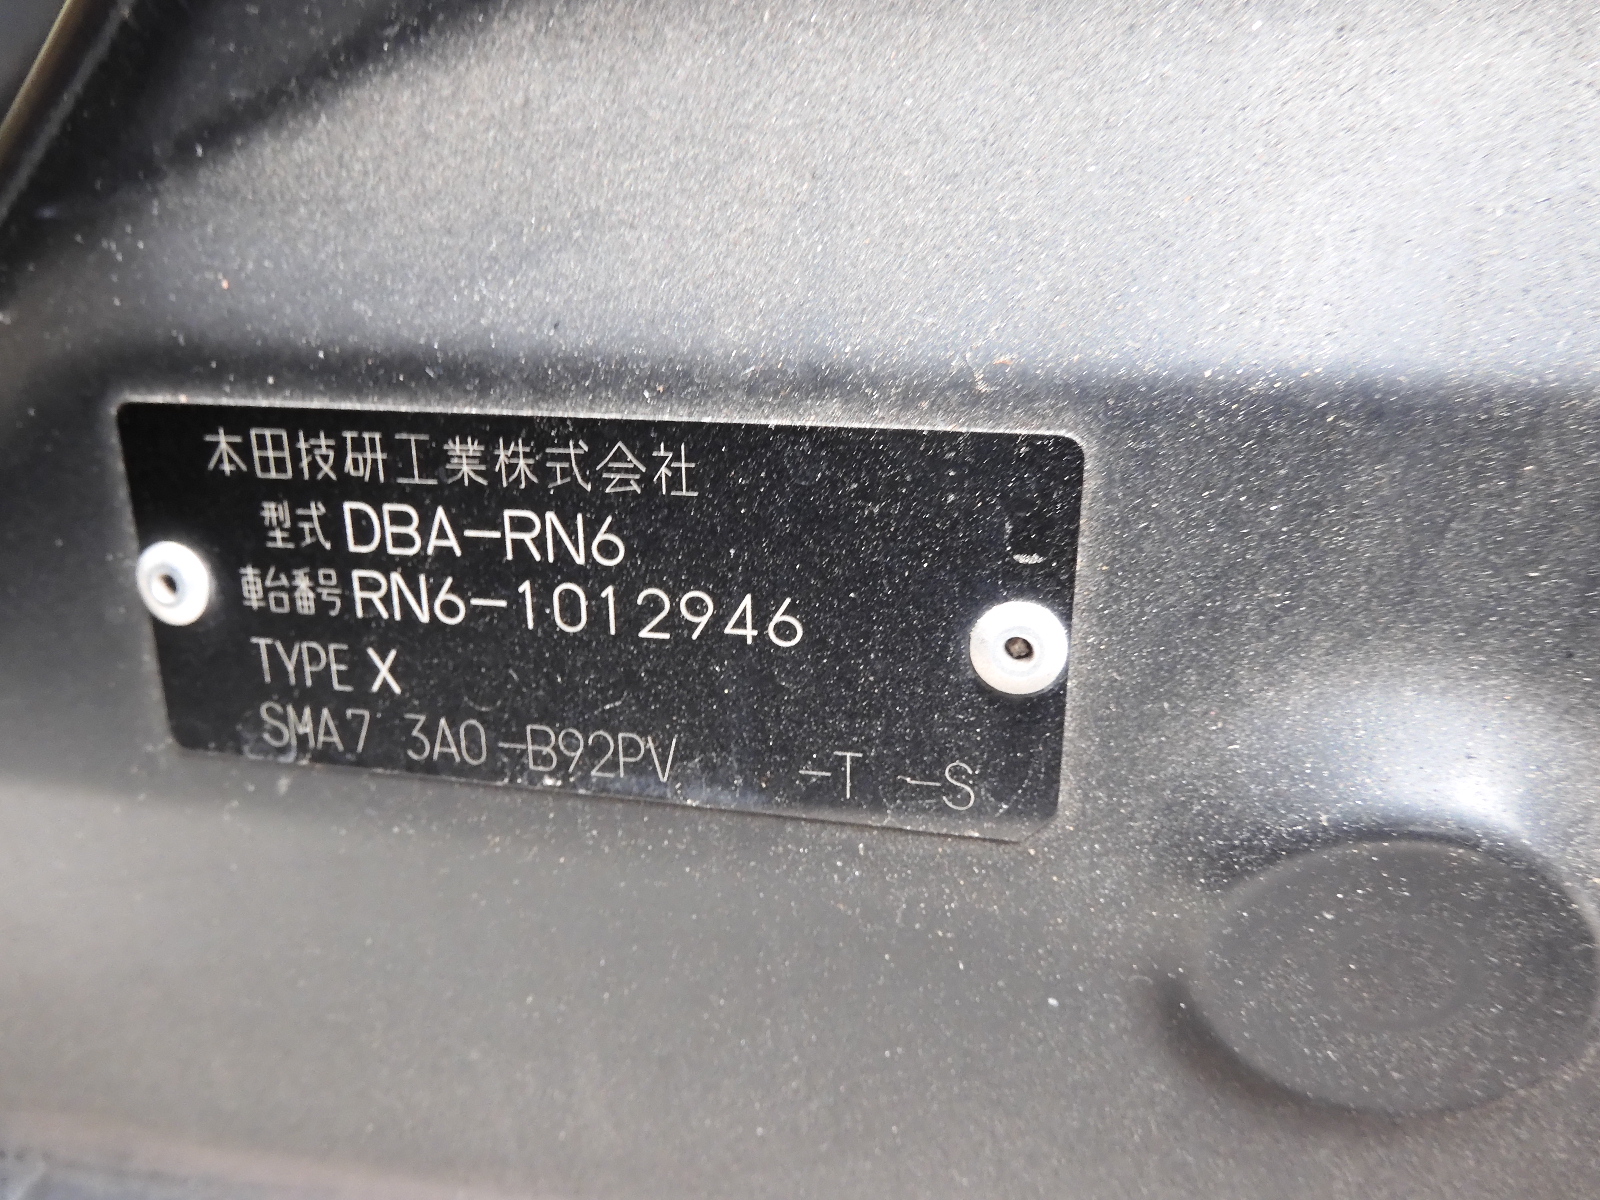 本田技研工業株式会社
型式 DBA-RN6
車台番号 RN6-1012946
TYPE X
SMA7 3A0-B92PV -T -S